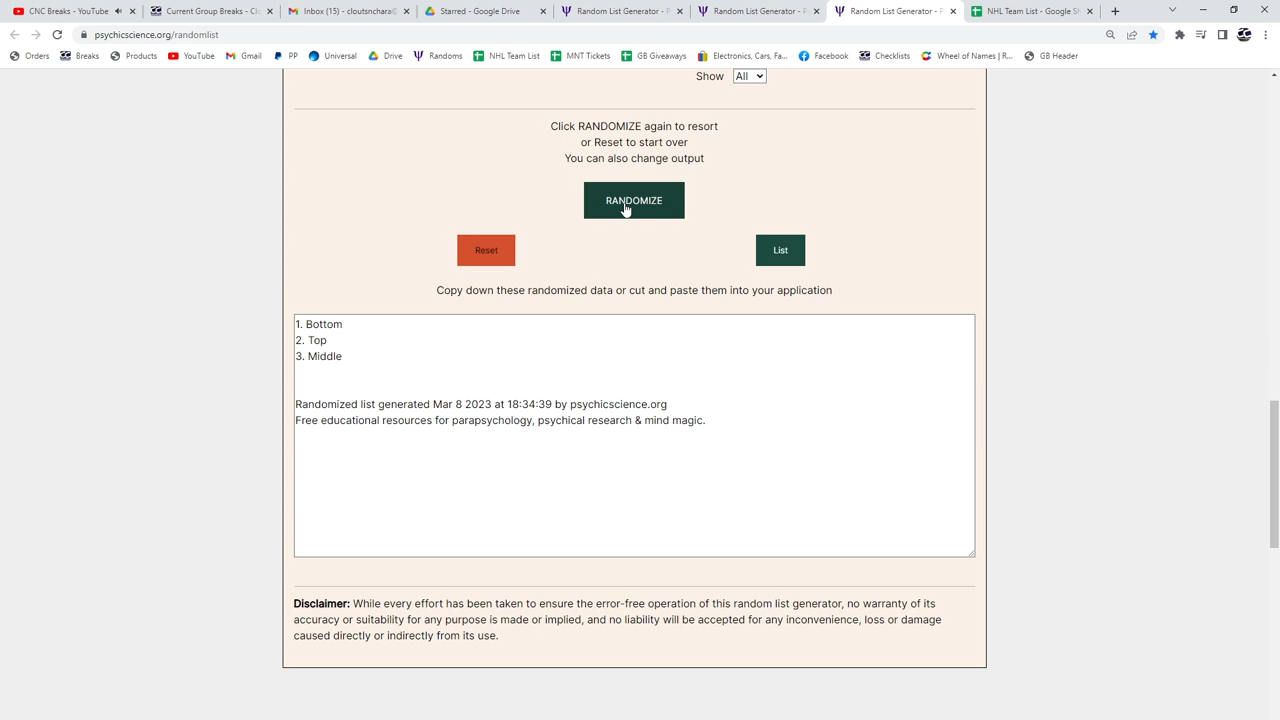 CNC Breaks - YouTube
Current Group Breaks - Clo
Inbox (15) - cloutsnchara@
Starred - Google Drive
Random List Generator - P
Random List Generator - P
Random List Generator - P
NHL Team List - Google Sh
psychicscience.org/randomlist
Orders
Breaks
Products
YouTube
Gmail
PP
Universal
Drive
Randoms
NHL Team List
MNT Tickets
GB Giveaways
Electronics, Cars, Fa...
Facebook
Checklists
Wheel of Names | R...
GB Header
Show All
Click RANDOMIZE again to resort
or Reset to start over
You can also change output
RANDOMIZE
Reset
List
Copy down these randomized data or cut and paste them into your application
1. Bottom
2. Top
3. Middle
Randomized list generated Mar 8 2023 at 18:34:39 by psychicscience.org
Free educational resources for parapsychology, psychical research & mind magic.
Disclaimer: While every effort has been taken to ensure the error-free operation of this random list generator, no warranty of its
accuracy or suitability for any purpose is made or implied, and no liability will be accepted for any inconvenience, loss or damage
caused directly or indirectly from its use.